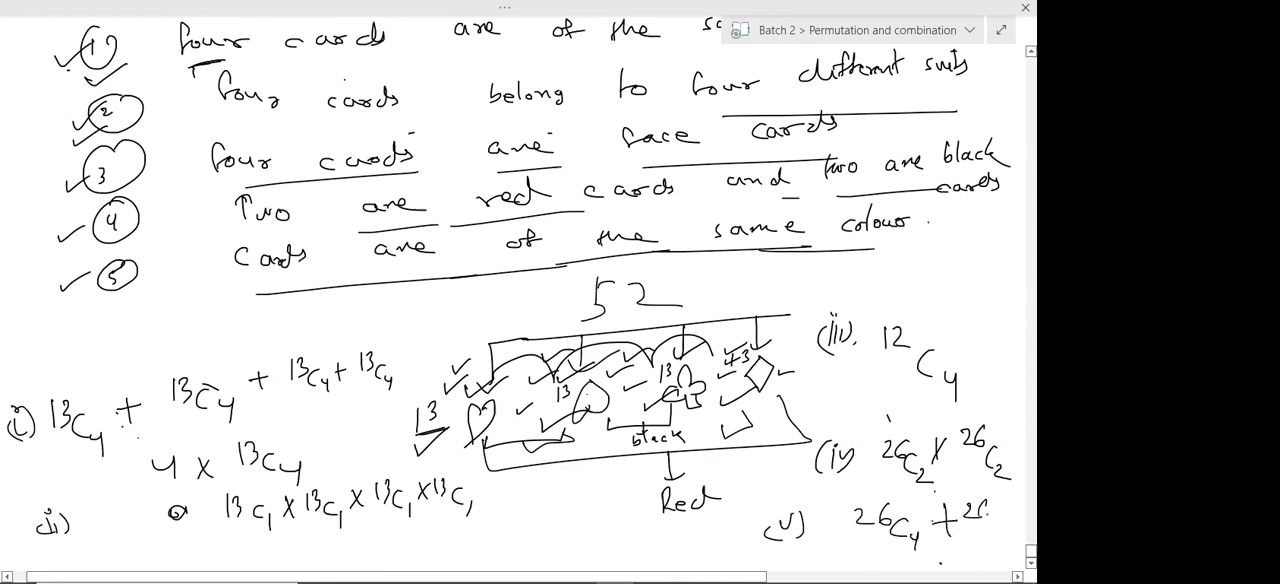 Batch 2 > Permutation and combination
1) four cards are of the
2 four cards belong to four different suits
3 four cards are face cards
4 Two are red cards and two are black cards
5 cards are of the same colour.
52
(i) ¹³C₄ + ¹³C₄ + ¹³C₄ + ¹³C₄
4 × ¹³C₄
ii) ¹³C₁ × ¹³C₁ × ¹³C₁ × ¹³C₁
13 13 13 13
black
Red
(iii). ¹²C₄
(iv) ²⁶C₂ × ²⁶C₂
(v) ²⁶C₄ +